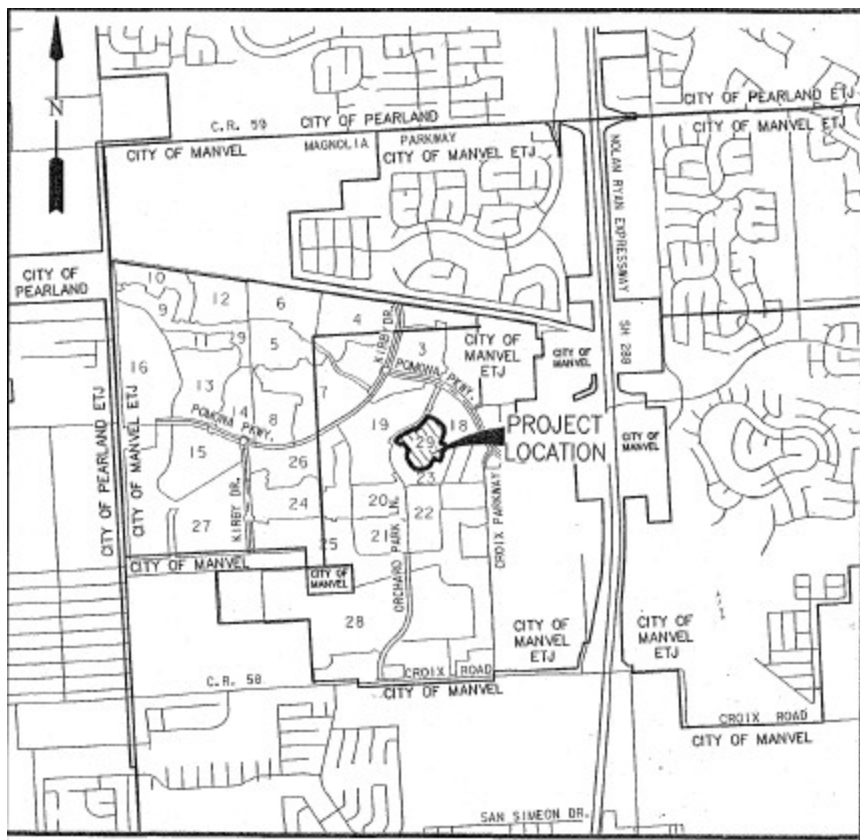 N
C.R. 59
CITY OF PEARLAND
CITY OF PEARLAND ETJ
CITY OF MANVEL ETJ
CITY OF MANVEL
MAGNOLIA PARKWAY
CITY OF MANVEL ETJ
NOLAN RYAN EXPRESSWAY
SH 288
CITY OF
PEARLAND
10
12
6
9
4
KIRBY DR.
11
29
5
3
CITY OF
MANVEL
ETJ
CITY OF
MANVEL
16
13
7
POMONA PKWY.
14
8
POMONA PKWY.
19
18
29
PROJECT
LOCATION
CITY OF
MANVEL
15
26
23
CITY OF PEARLAND ETJ
CITY OF MANVEL ETJ
KIRBY DR.
24
20
22
27
21
25
ORCHARD PARK LN.
CROIX PARKWAY
CITY OF MANVEL
CITY OF
MANVEL
28
CITY OF
MANVEL
ETJ
CITY OF
MANVEL
ETJ
C.R. 58
CROIX ROAD
CITY OF MANVEL
CROIX ROAD
CITY OF MANVEL
SAN SIMEON DR.